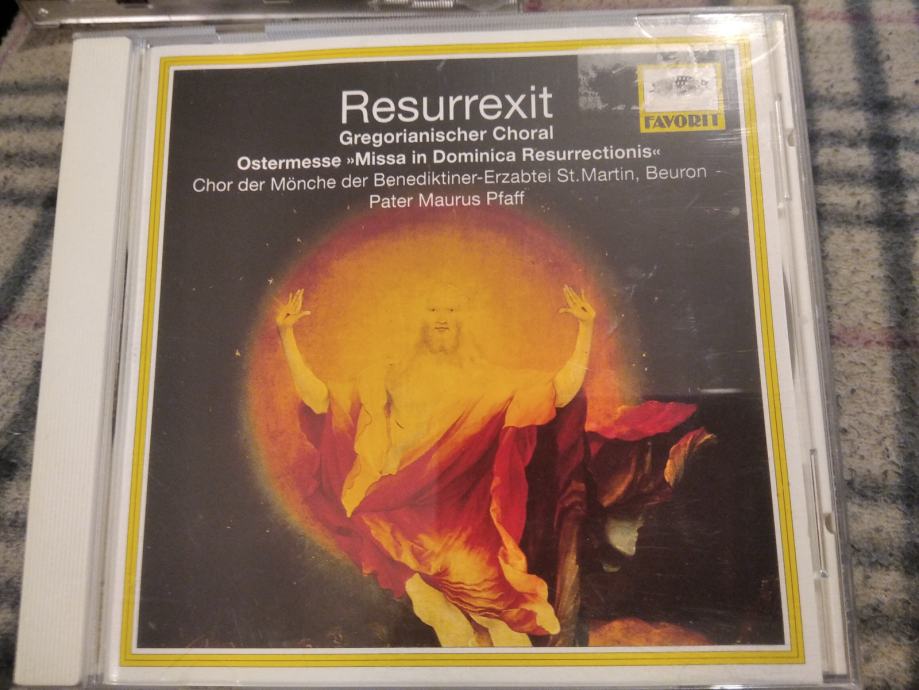 Resurrexit
Gregorianischer Choral
Ostermesse »Missa in Dominica Resurrectionis«
Chor der Mönche der Benediktiner-Erzabtei St.Martin, Beuron
Pater Maurus Pfaff
FAVORIT